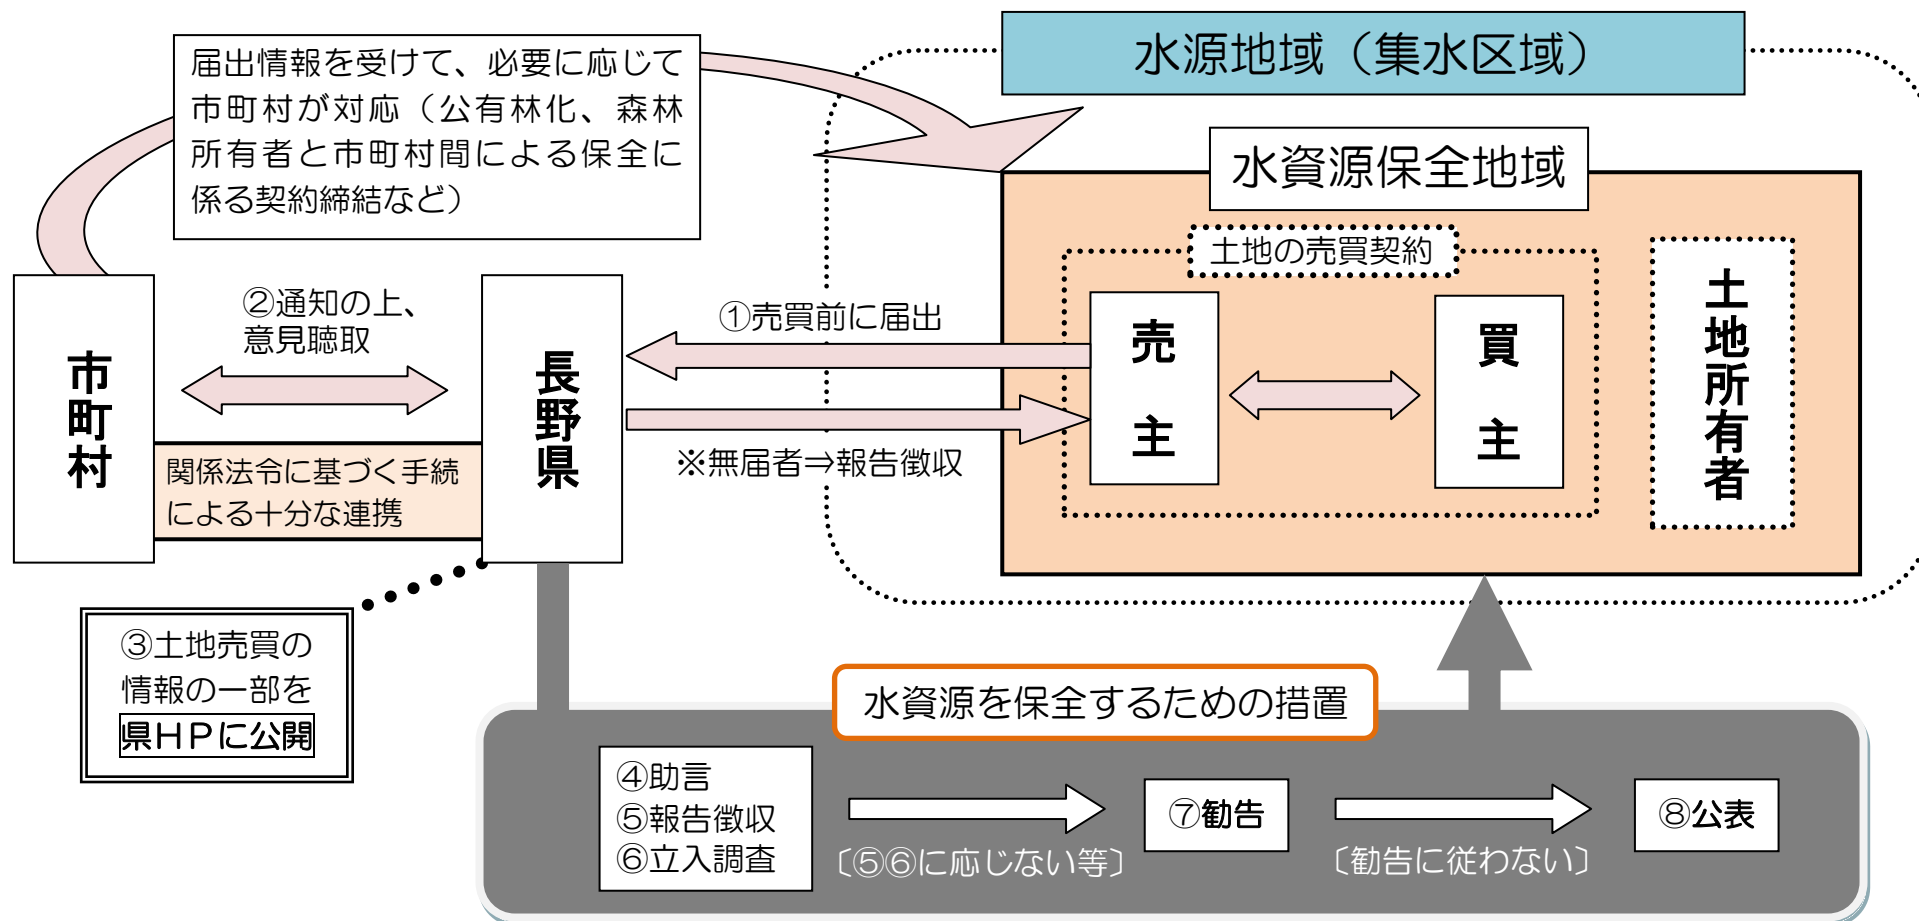 届出情報を受けて、必要に応じて
市町村が対応（公有林化、森林
所有者と市町村間による保全に
係る契約締結など）
水源地域（集水区域）
水資源保全地域
土地の売買契約
売主
買主
土地所有者
市町村
②通知の上、
意見聴取
長野県
①売買前に届出
※無届者⇒報告徴収
関係法令に基づく手続
による十分な連携
③土地売買の
情報の一部を
県ＨＰに公開
水資源を保全するための措置
④助言
⑤報告徴収
⑥立入調査
〔⑤⑥に応じない等〕
⑦勧告
〔勧告に従わない〕
⑧公表